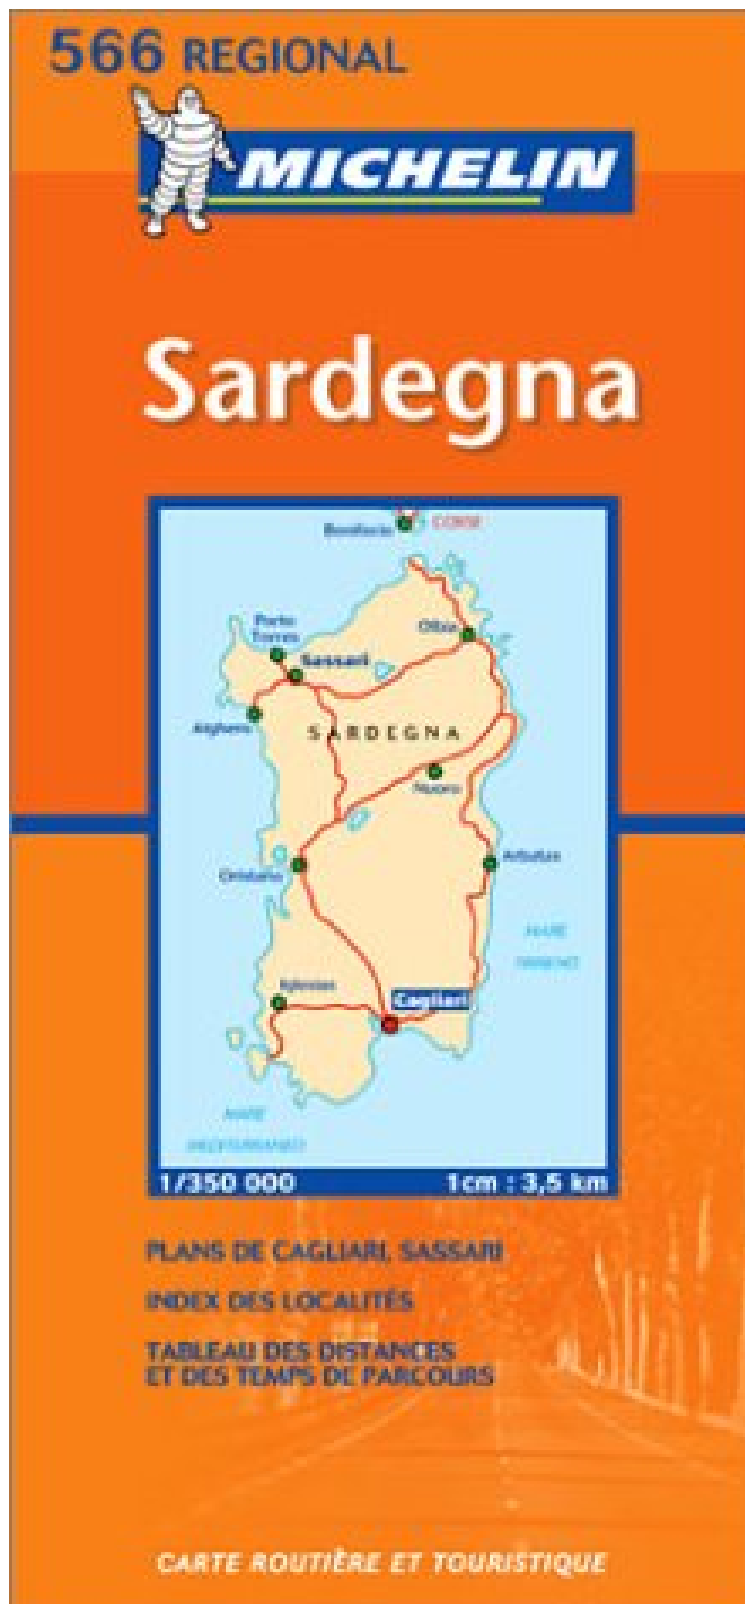 566 REGIONAL
MICHELIN
Sardegna
Bonifacio
CORSE
Porto
Torres
Olbia
Sassari
Alghero
SARDEGNA
Nuoro
Oristano
Arbatax
MARE
TIRRENO
Iglesias
Cagliari
MARE
MEDITERRANEO
1/350 000
1cm : 3,5 km
PLANS DE CAGLIARI, SASSARI
INDEX DES LOCALITÉS
TABLEAU DES DISTANCES
ET DES TEMPS DE PARCOURS
CARTE ROUTIÈRE ET TOURISTIQUE